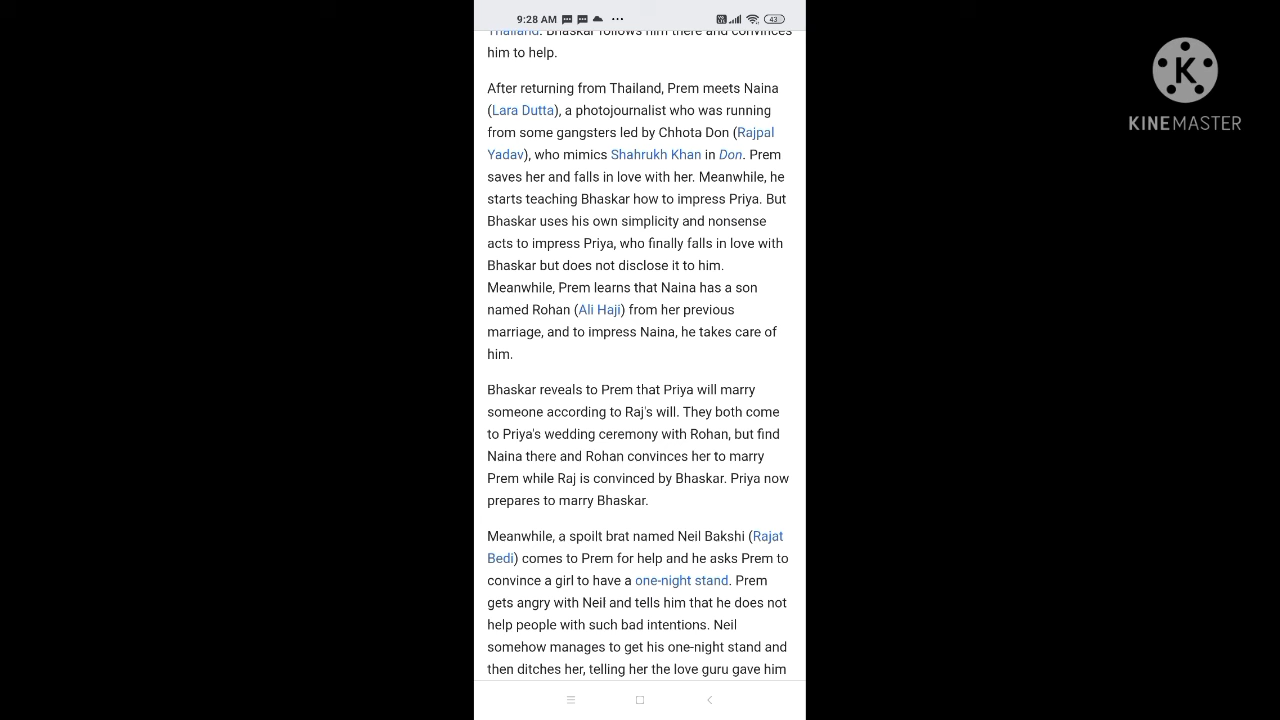 9:28 AM
43
Thailand. Bhaskar follows him there and convinces
him to help.
After returning from Thailand, Prem meets Naina
(Lara Dutta), a photojournalist who was running
from some gangsters led by Chhota Don (Rajpal
Yadav), who mimics Shahrukh Khan in Don. Prem
saves her and falls in love with her. Meanwhile, he
starts teaching Bhaskar how to impress Priya. But
Bhaskar uses his own simplicity and nonsense
acts to impress Priya, who finally falls in love with
Bhaskar but does not disclose it to him.
Meanwhile, Prem learns that Naina has a son
named Rohan (Ali Haji) from her previous
marriage, and to impress Naina, he takes care of
him.
Bhaskar reveals to Prem that Priya will marry
someone according to Raj's will. They both come
to Priya's wedding ceremony with Rohan, but find
Naina there and Rohan convinces her to marry
Prem while Raj is convinced by Bhaskar. Priya now
prepares to marry Bhaskar.
Meanwhile, a spoilt brat named Neil Bakshi (Rajat
Bedi) comes to Prem for help and he asks Prem to
convince a girl to have a one-night stand. Prem
gets angry with Neil and tells him that he does not
help people with such bad intentions. Neil
somehow manages to get his one-night stand and
then ditches her, telling her the love guru gave him
K
KINEMASTER